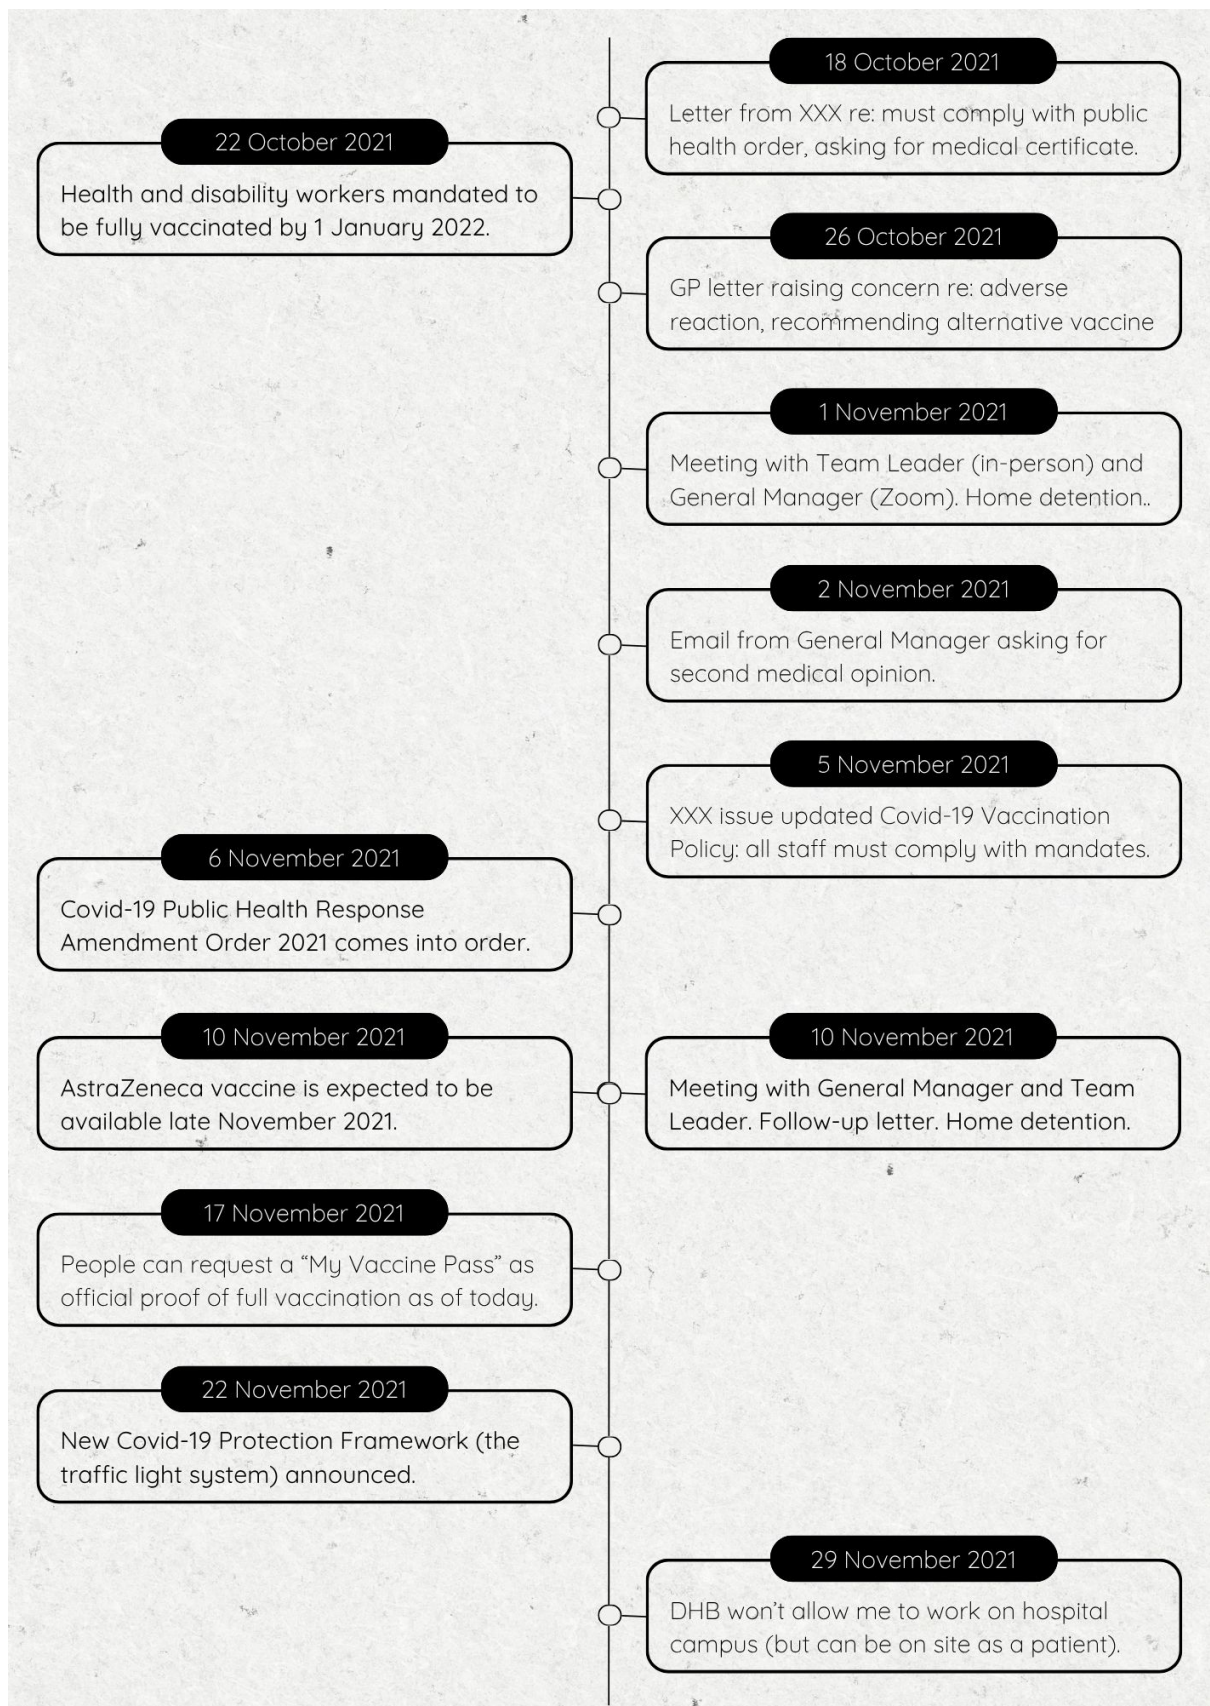 18 October 2021
Letter from XXX re: must comply with public
health order, asking for medical certificate.
22 October 2021
Health and disability workers mandated to
be fully vaccinated by 1 January 2022.
26 October 2021
GP letter raising concern re: adverse
reaction, recommending alternative vaccine
1 November 2021
Meeting with Team Leader (in-person) and
General Manager (Zoom). Home detention..
2 November 2021
Email from General Manager asking for
second medical opinion.
5 November 2021
XXX issue updated Covid-19 Vaccination
Policy: all staff must comply with mandates.
6 November 2021
Covid-19 Public Health Response
Amendment Order 2021 comes into order.
10 November 2021
AstraZeneca vaccine is expected to be
available late November 2021.
10 November 2021
Meeting with General Manager and Team
Leader. Follow-up letter. Home detention.
17 November 2021
People can request a “My Vaccine Pass” as
official proof of full vaccination as of today.
22 November 2021
New Covid-19 Protection Framework (the
traffic light system) announced.
29 November 2021
DHB won’t allow me to work on hospital
campus (but can be on site as a patient).